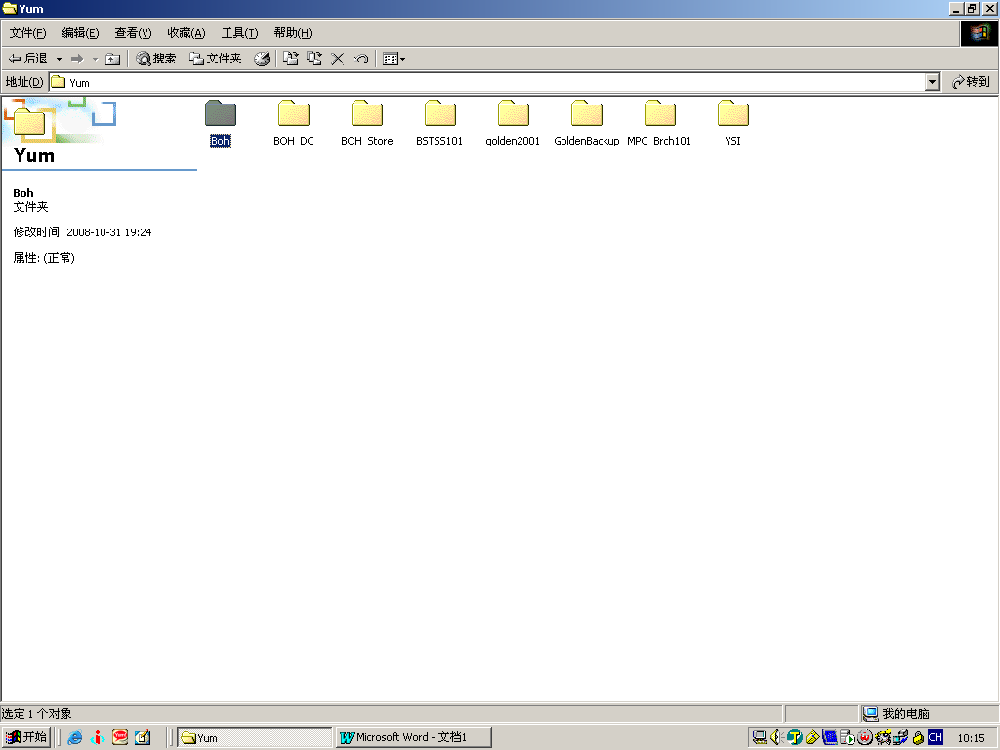 Yum
文件(F) 编辑(E) 查看(V) 收藏(A) 工具(T) 帮助(H)
后退 搜索 文件夹
地址(D) Yum 转到
Boh BOH_DC BOH_Store BSTSS101 golden2001 GoldenBackup MPC_Brch101 YSI
Yum
Boh
文件夹
修改时间: 2008-10-31 19:24
属性: (正常)
选定 1 个对象 我的电脑
开始 Yum Microsoft Word - 文档1 CH 10:15